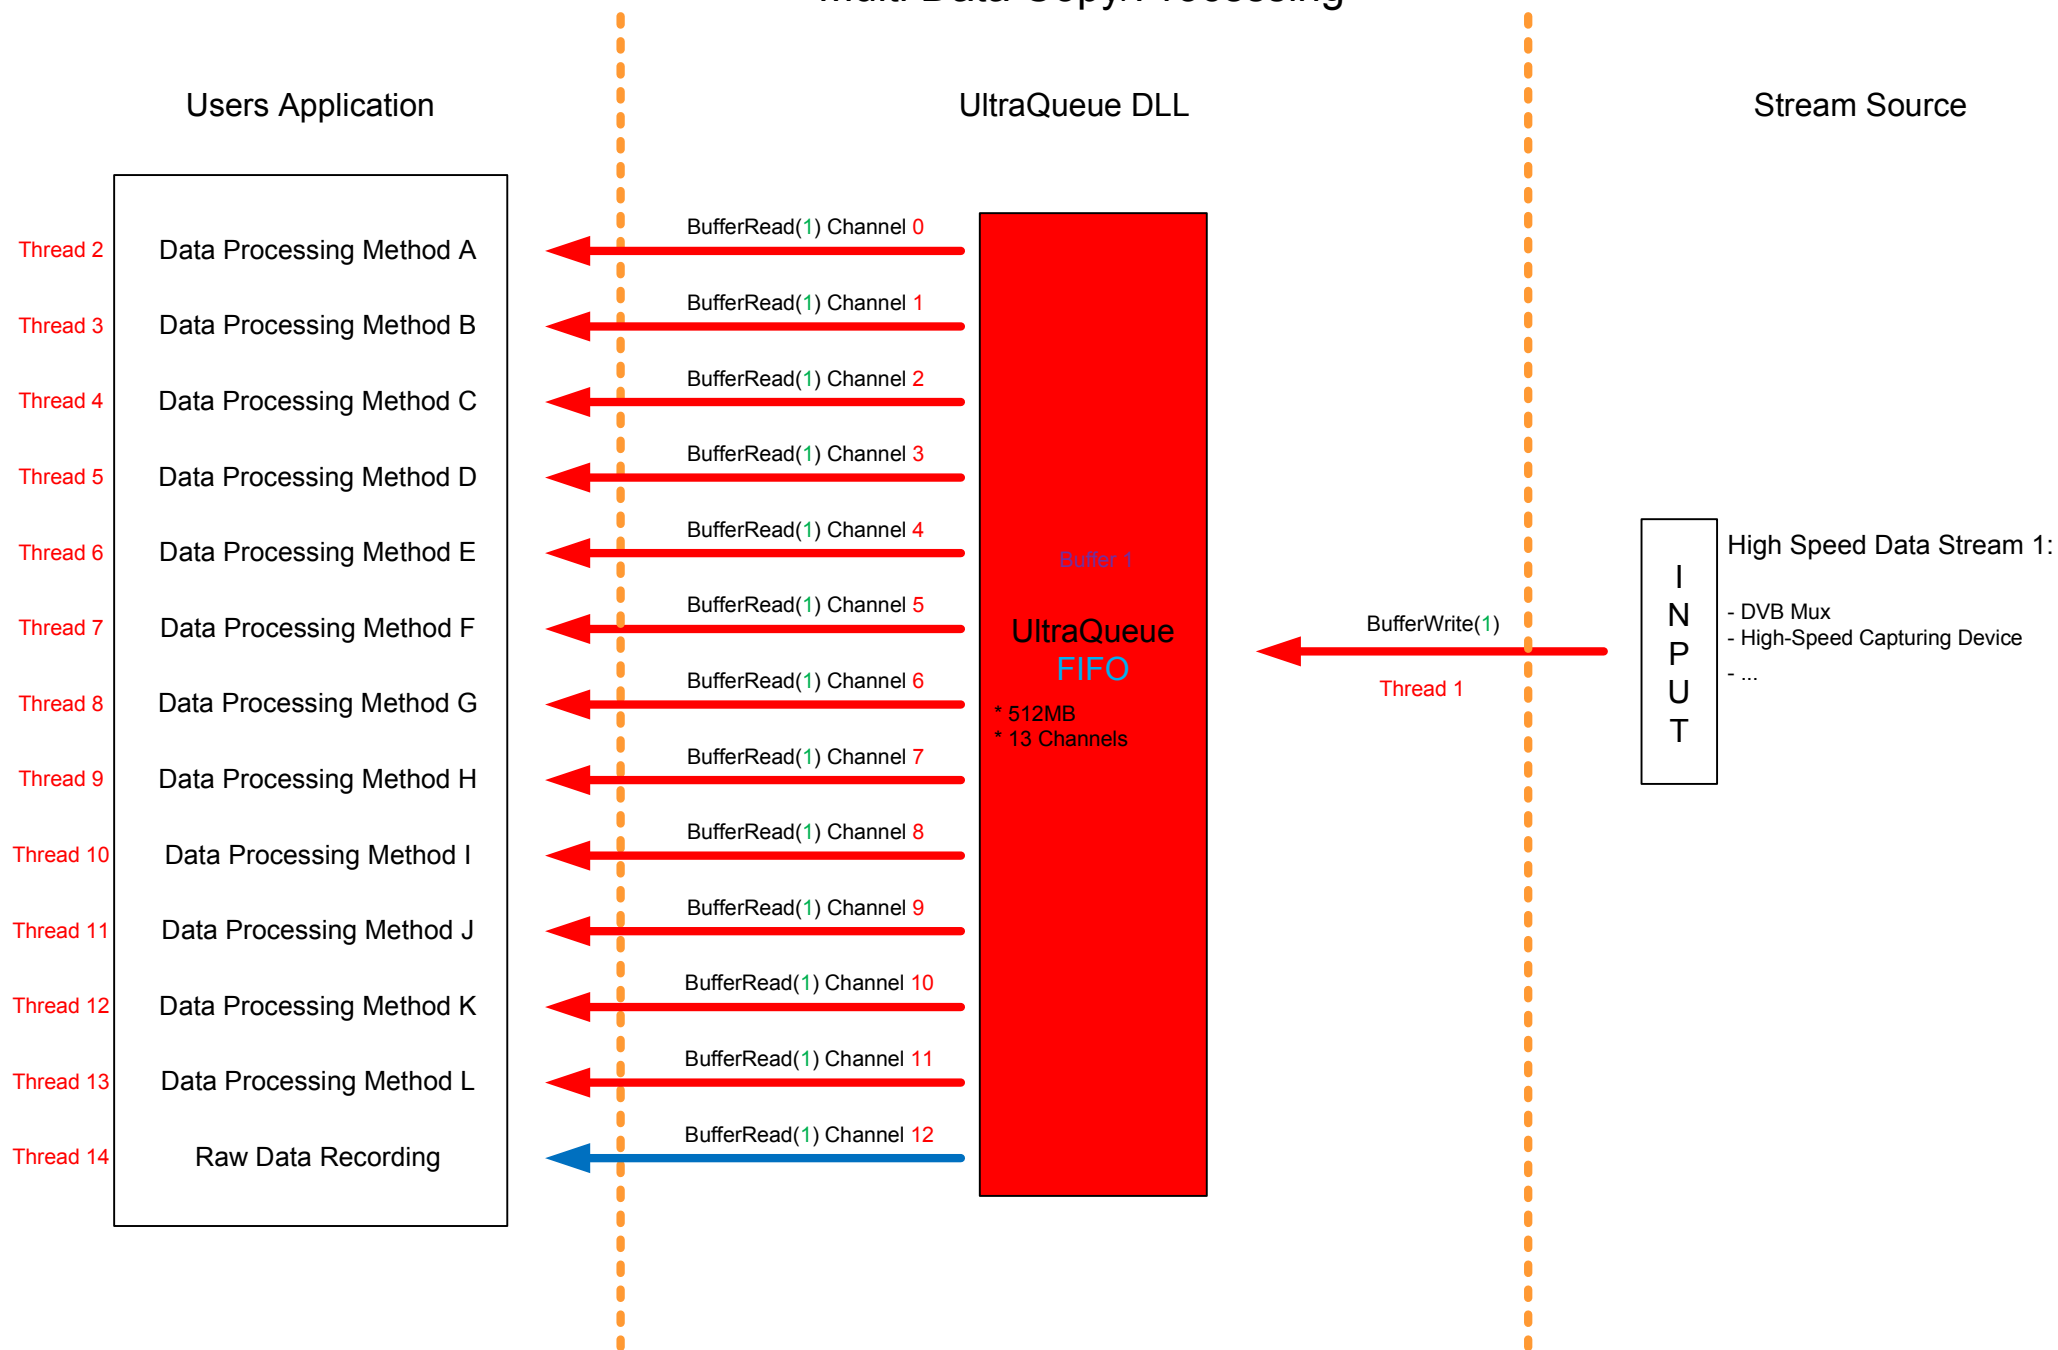 Multi Data Copy/Processing
Users Application
UltraQueue DLL
Stream Source
Thread 2
Data Processing Method A
BufferRead(1) Channel 0
Thread 3
Data Processing Method B
BufferRead(1) Channel 1
Thread 4
Data Processing Method C
BufferRead(1) Channel 2
Thread 5
Data Processing Method D
BufferRead(1) Channel 3
Thread 6
Data Processing Method E
BufferRead(1) Channel 4
Thread 7
Data Processing Method F
BufferRead(1) Channel 5
Thread 8
Data Processing Method G
BufferRead(1) Channel 6
Thread 9
Data Processing Method H
BufferRead(1) Channel 7
Thread 10
Data Processing Method I
BufferRead(1) Channel 8
Thread 11
Data Processing Method J
BufferRead(1) Channel 9
Thread 12
Data Processing Method K
BufferRead(1) Channel 10
Thread 13
Data Processing Method L
BufferRead(1) Channel 11
Thread 14
Raw Data Recording
BufferRead(1) Channel 12
Buffer 1
UltraQueue
FIFO
* 512MB
* 13 Channels
BufferWrite(1)
Thread 1
I
N
P
U
T
High Speed Data Stream 1:
- DVB Mux
- High-Speed Capturing Device
- ...